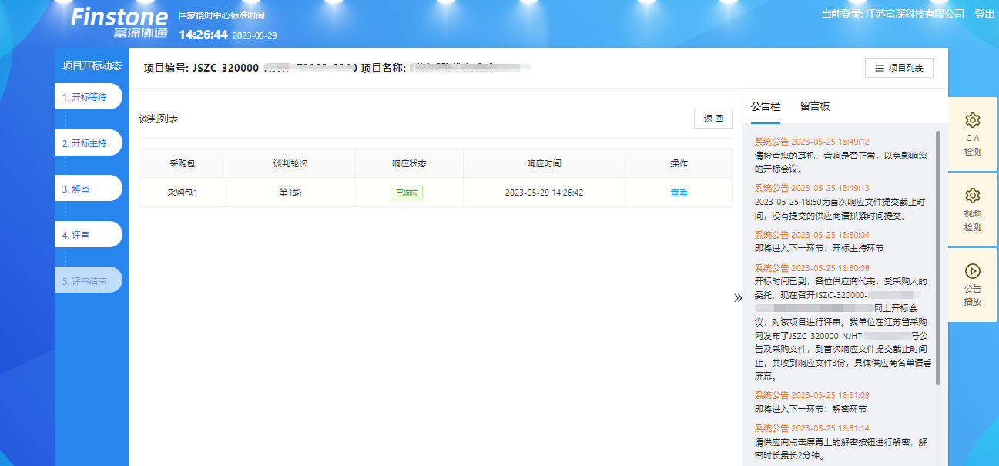 Finstone
富深协通
国家授时中心标准时间
14:26:44 2023-05-29
当前登录: 江苏富深科技有限公司 登出
项目开标动态
1. 开标等待
2. 开标主持
3. 解密
4. 评审
5. 评审结束
项目编号: JSZC-320000- 项目名称:
项目列表
谈判列表
返 回
采购包 谈判轮次 响应状态 响应时间 操作
采购包1 第1轮 已响应 2023-05-29 14:26:42 查看
»
公告栏 留言板
系统公告 2023-05-25 18:49:12
请检查您的耳机、音响是否正常，以免影响您
的开标会议。
系统公告 2023-05-25 18:49:13
2023-05-25 18:50为首次响应文件提交截止时
间，没有提交的供应商请抓紧时间提交。
系统公告 2023-05-25 18:50:04
即将进入下一环节：开标主持环节
系统公告 2023-05-25 18:50:09
开标时间已到，各位供应商代表：受采购人的
委托，现在召开JSZC-320000-
网上开标会
议，对该项目进行评审。我单位在江苏省采购
网发布了JSZC-320000-NJHT 号公
告及采购文件，到首次响应文件提交截止时间
止，共收到响应文件3份，具体供应商名单请看
屏幕。
系统公告 2023-05-25 18:51:09
即将进入下一环节：解密环节
系统公告 2023-05-25 18:51:14
请供应商点击屏幕上的解密按钮进行解密，解
密时长最长2分钟。
C A
检测
视频
检测
公告
播放